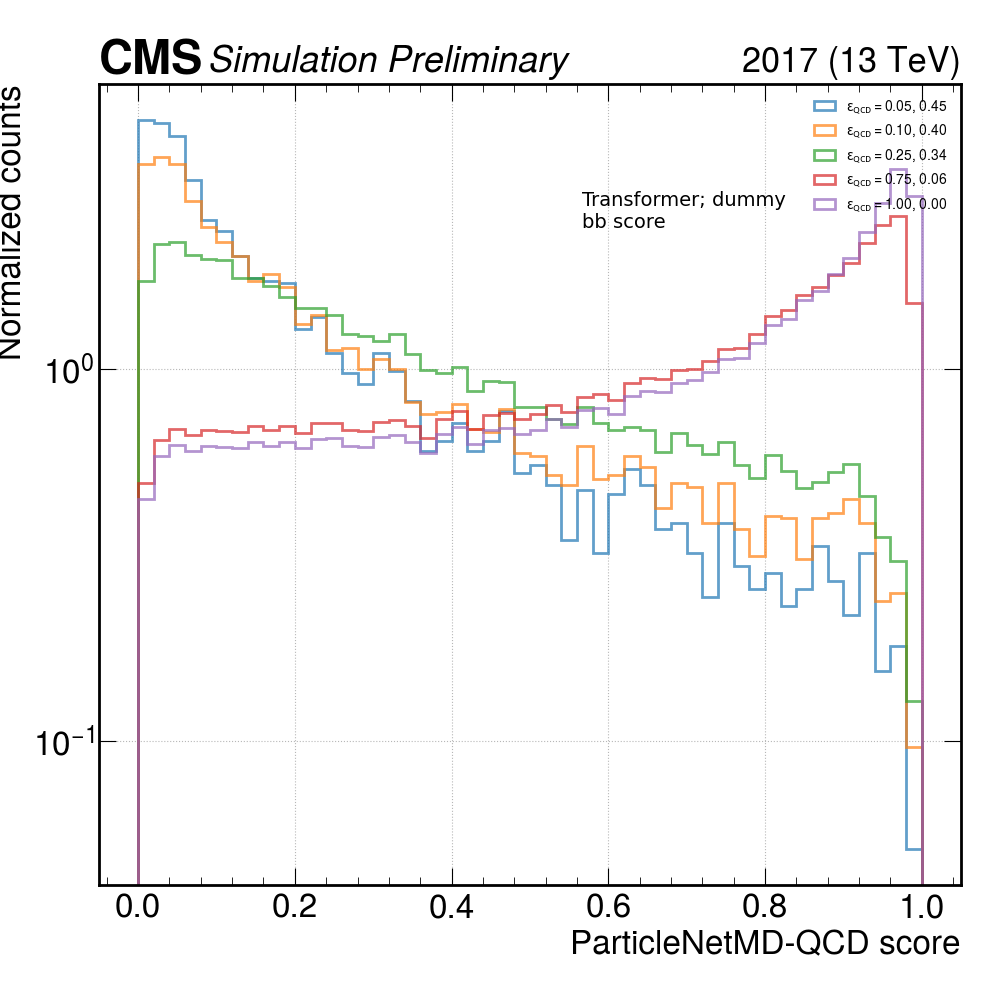 CMS Simulation Preliminary 2017 (13 TeV)
Normalized counts
ε_QCD = 0.05, 0.45
ε_QCD = 0.10, 0.40
ε_QCD = 0.25, 0.34
ε_QCD = 0.75, 0.06
ε_QCD = 1.00, 0.00
Transformer; dummy
bb score
10⁰
10⁻¹
0.0 0.2 0.4 0.6 0.8 1.0
ParticleNetMD-QCD score